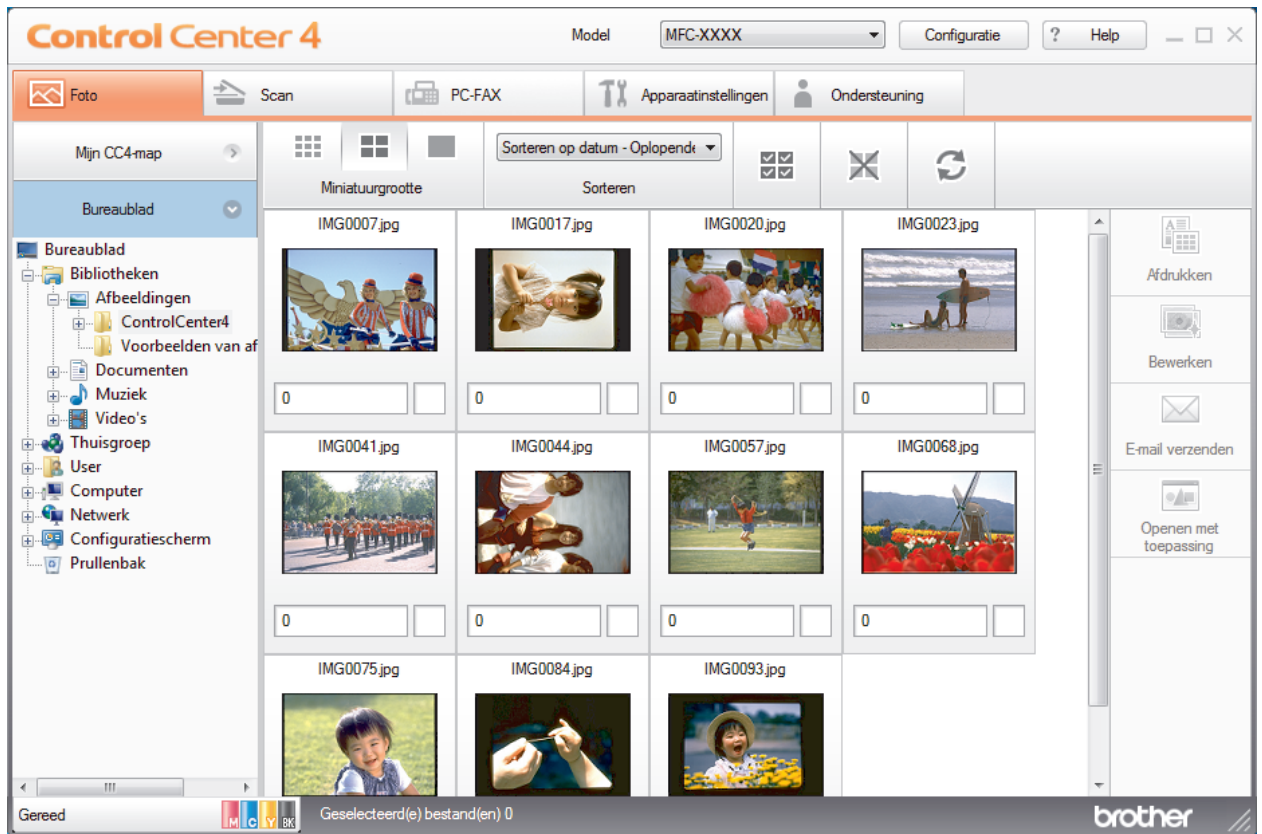 Control Center 4
Model
MFC-XXXX
Configuratie
? Help
Foto
Scan
PC-FAX
Apparaatinstellingen
Ondersteuning
Mijn CC4-map
Bureaublad
Miniatuurgrootte
Sorteren op datum - Oplopende
Sorteren
Bureaublad
Bibliotheken
Afbeeldingen
ControlCenter4
Voorbeelden van af
Documenten
Muziek
Video's
Thuisgroep
User
Computer
Netwerk
Configuratiescherm
Prullenbak
IMG0007.jpg
IMG0017.jpg
IMG0020.jpg
IMG0023.jpg
0
0
0
0
IMG0041.jpg
IMG0044.jpg
IMG0057.jpg
IMG0068.jpg
0
0
0
0
IMG0075.jpg
IMG0084.jpg
IMG0093.jpg
Afdrukken
Bewerken
E-mail verzenden
Openen met
toepassing
Gereed
M C Y BK
Geselecteerd(e) bestand(en) 0
brother